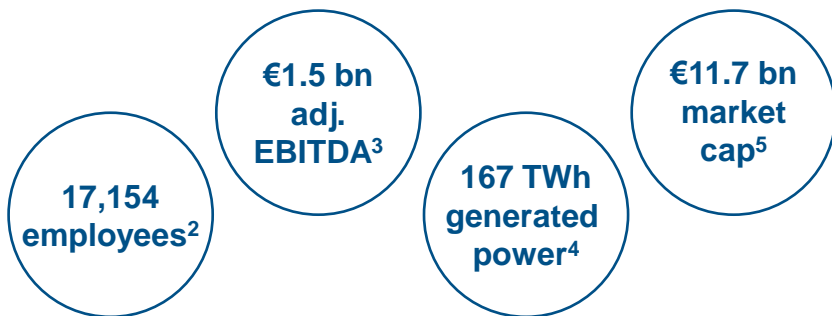 17,154
employees²
€1.5 bn
adj.
EBITDA³
167 TWh
generated
power⁴
€11.7 bn
market
cap⁵